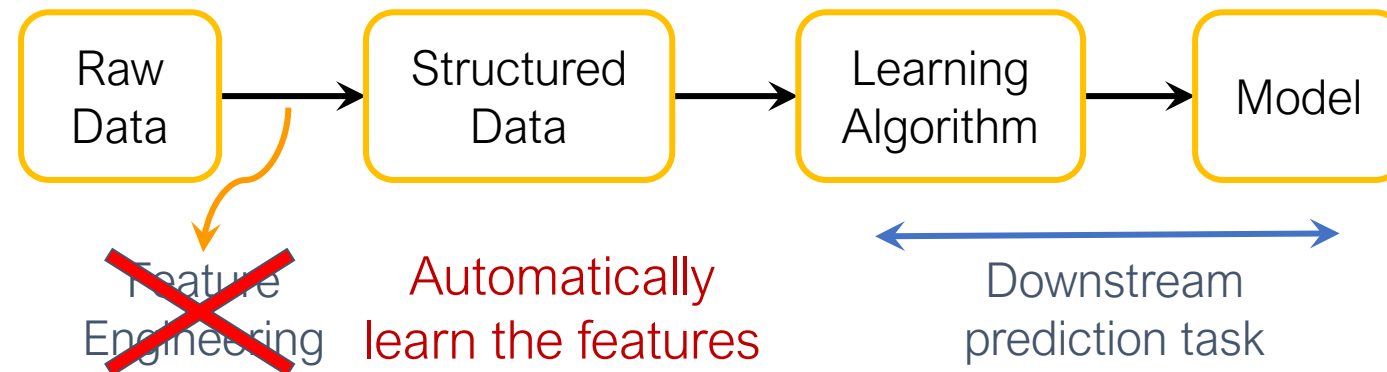 Raw
Data
Structured
Data
Learning
Algorithm
Model
Feature
Engineering
Automatically
learn the features
Downstream
prediction task